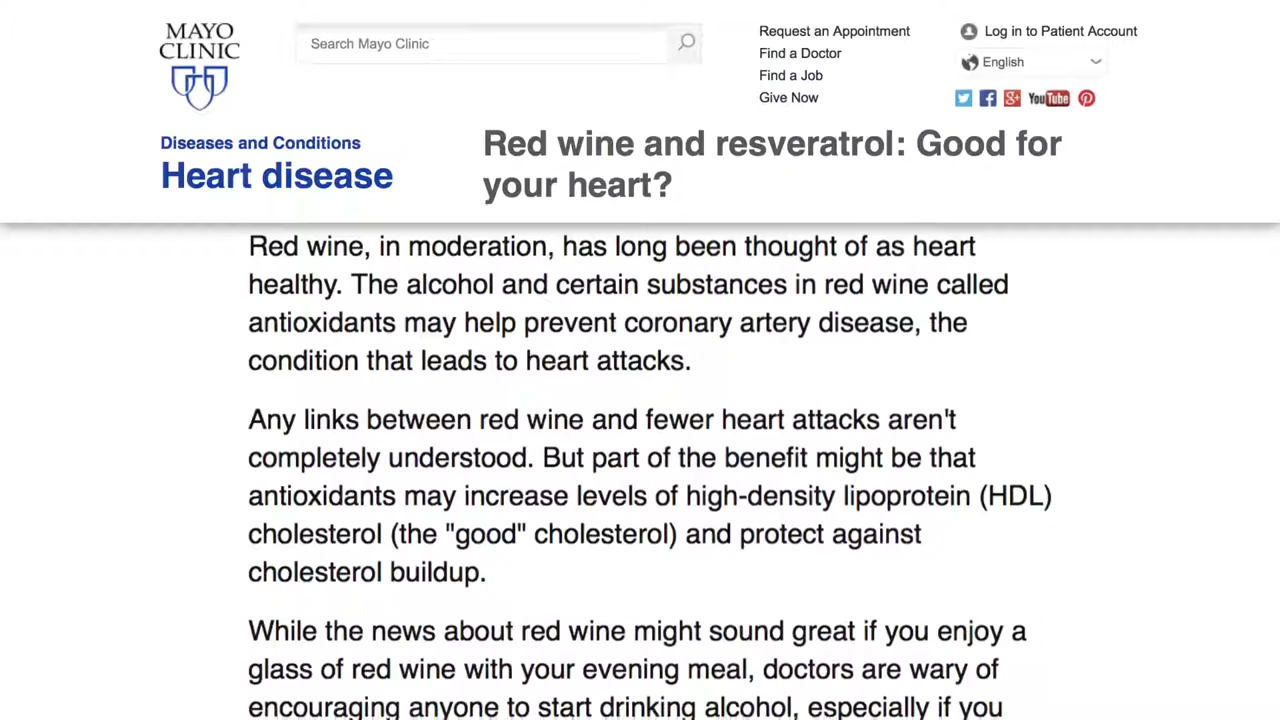 MAYO
CLINIC
Search Mayo Clinic
Request an Appointment
Find a Doctor
Find a Job
Give Now
Log in to Patient Account
English
You Tube
Diseases and Conditions
Heart disease
Red wine and resveratrol: Good for
your heart?
Red wine, in moderation, has long been thought of as heart
healthy. The alcohol and certain substances in red wine called
antioxidants may help prevent coronary artery disease, the
condition that leads to heart attacks.
Any links between red wine and fewer heart attacks aren't
completely understood. But part of the benefit might be that
antioxidants may increase levels of high-density lipoprotein (HDL)
cholesterol (the "good" cholesterol) and protect against
cholesterol buildup.
While the news about red wine might sound great if you enjoy a
glass of red wine with your evening meal, doctors are wary of
encouraging anyone to start drinking alcohol, especially if you